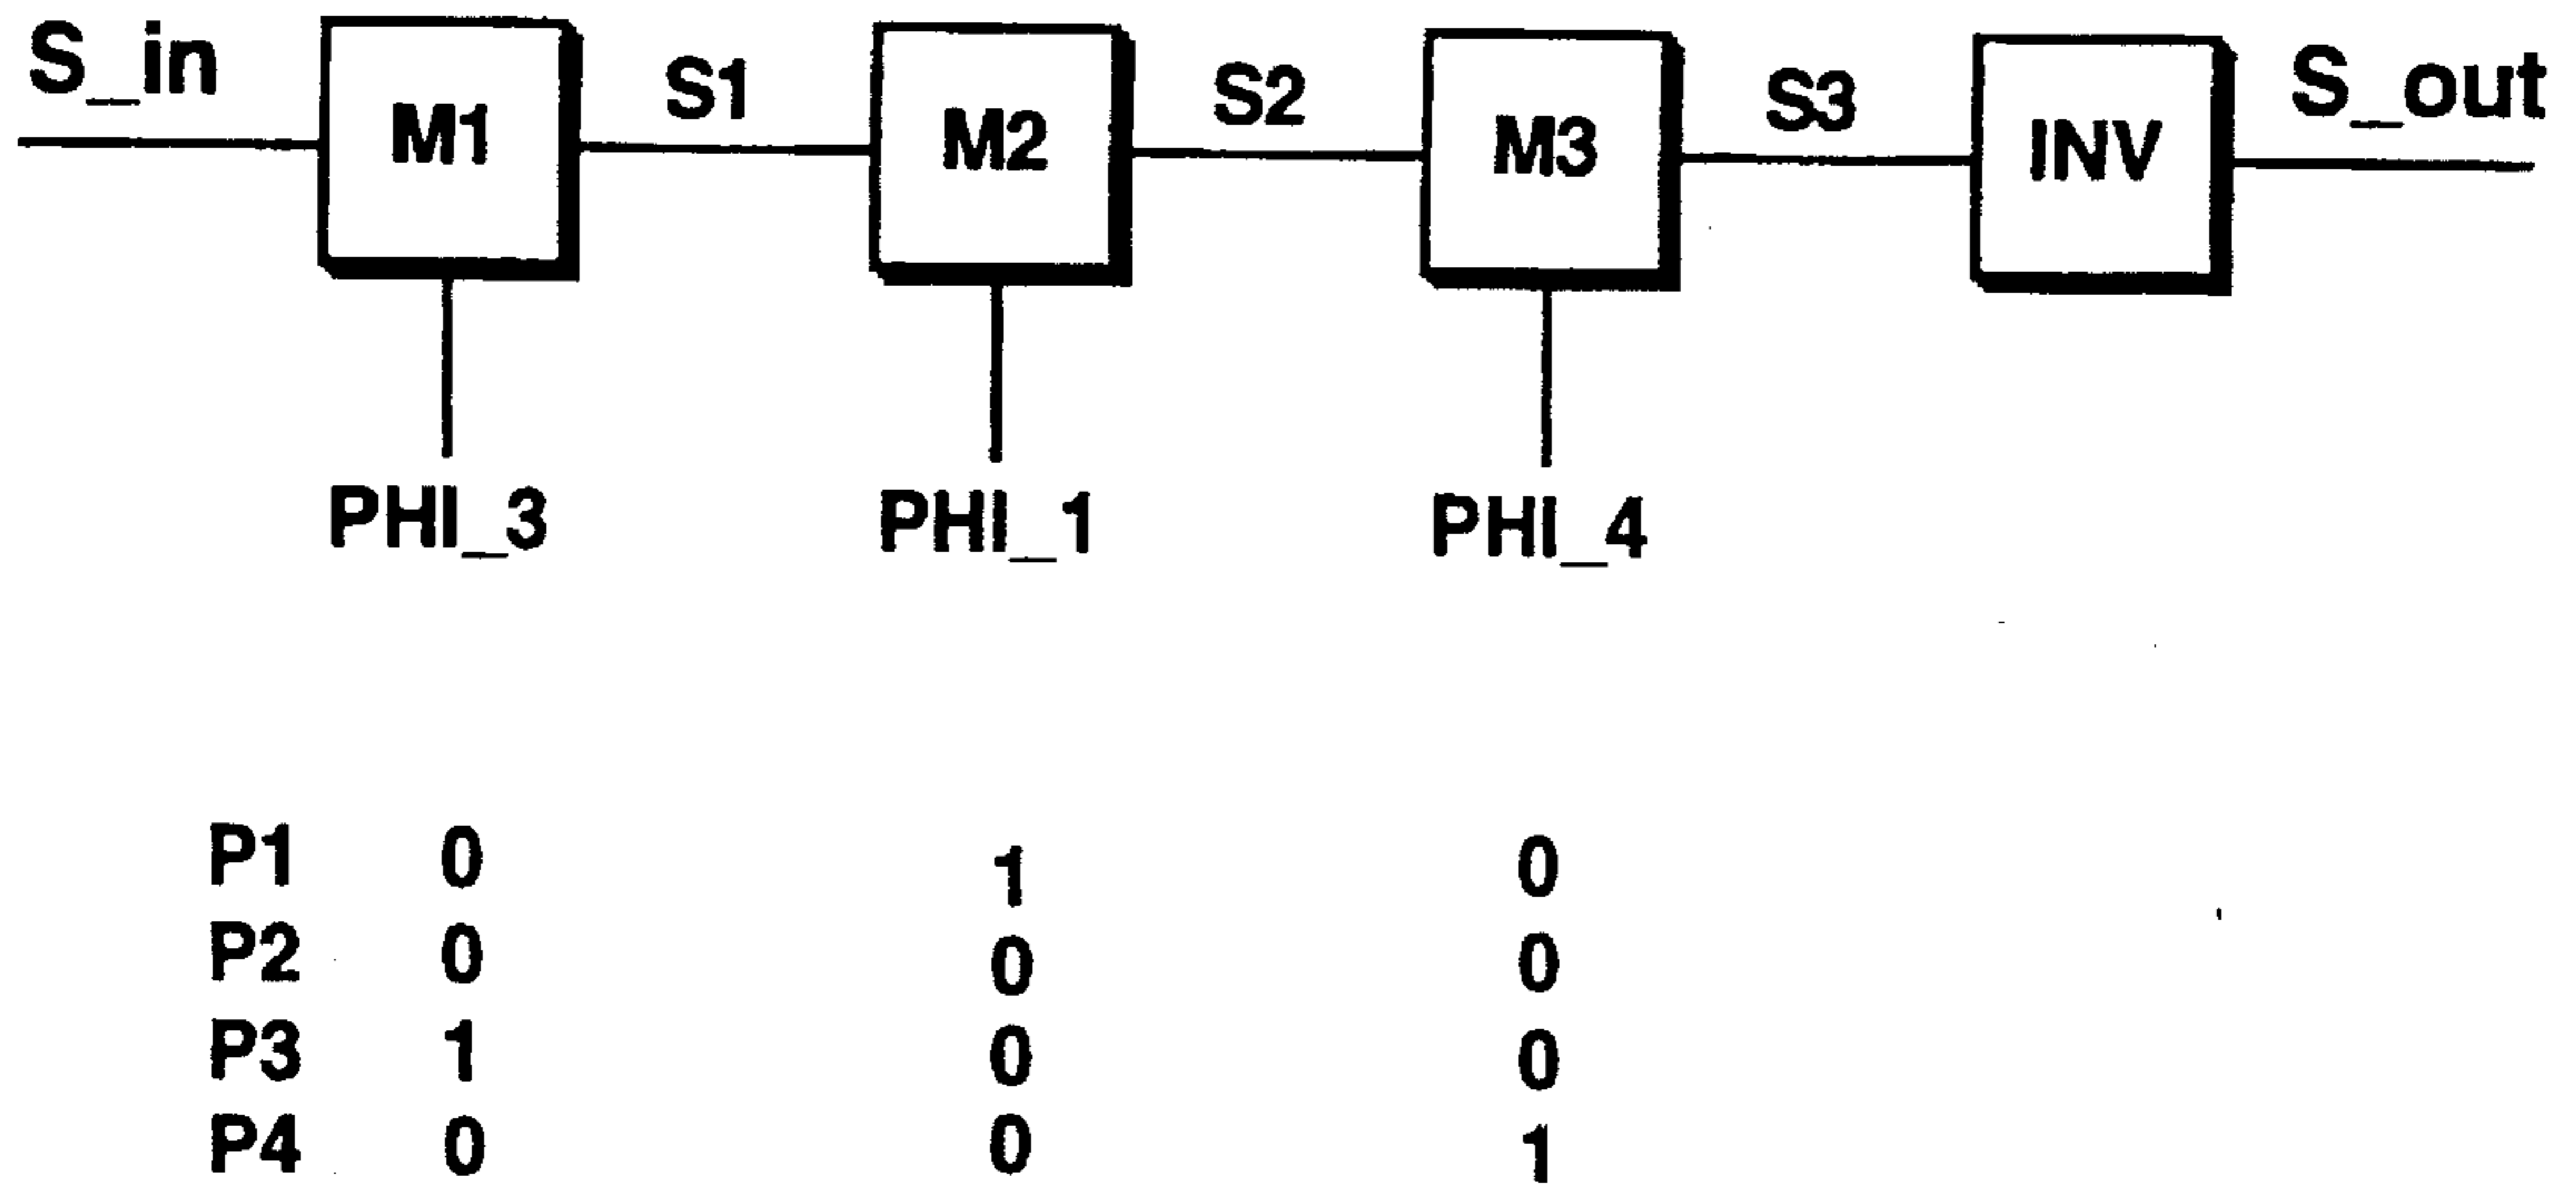 S_in S1 S2 S3 S_out
M1 M2 M3 INV
PHI_3 PHI_1 PHI_4
P1 0 1 0
P2 0 0 0
P3 1 0 0
P4 0 0 1